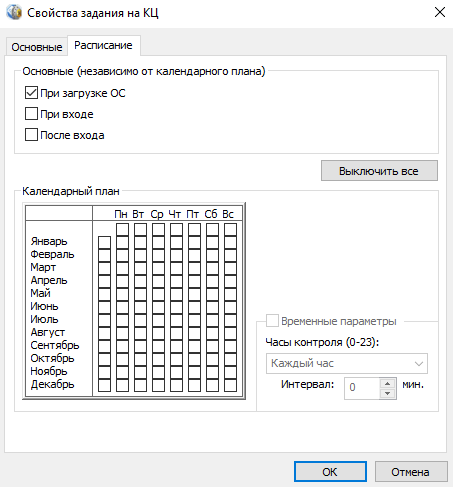 Свойства задания на КЦ
Основные
Расписание
Основные (независимо от календарного плана)
При загрузке ОС
При входе
После входа
Выключить все
Календарный план
Пн Вт Ср Чт Пт Сб Вс
Январь
Февраль
Март
Апрель
Май
Июнь
Июль
Август
Сентябрь
Октябрь
Ноябрь
Декабрь
Временные параметры
Часы контроля (0-23):
Каждый час
Интервал: 0 мин.
ОК
Отмена